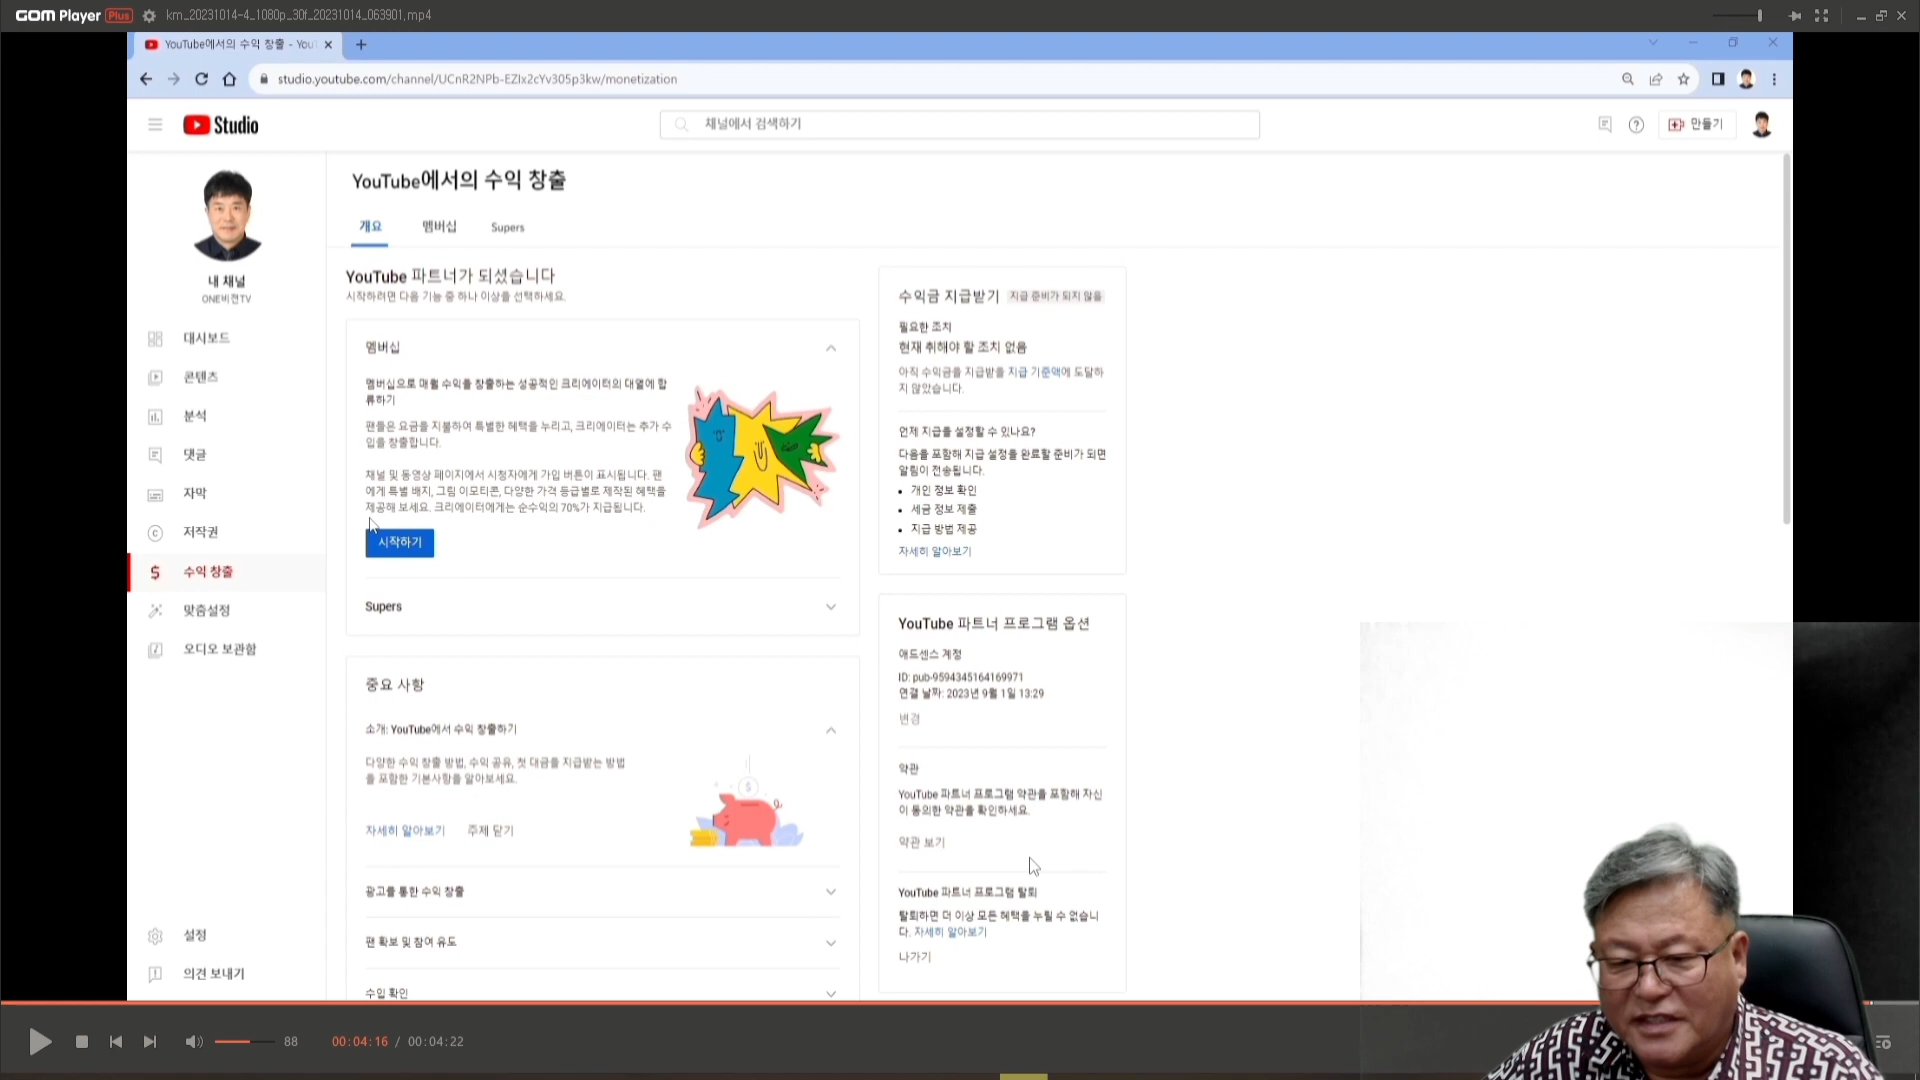 GOM Player Plus km_20231014-4_1080p_30f_20231014_063901.mp4
YouTube에서의 수익 창출 - You
studio.youtube.com/channel/UCnR2NPb-EZIx2cYv305p3kw/monetization
Studio
채널에서 검색하기
만들기
내 채널
ONE비젼TV
대시보드
콘텐츠
분석
댓글
자막
저작권
수익 창출
맞춤설정
오디오 보관함
설정
의견 보내기
YouTube에서의 수익 창출
개요 멤버십 Supers
YouTube 파트너가 되셨습니다
시작하려면 다음 기능 중 하나 이상을 선택하세요.
멤버십
멤버십으로 매월 수익을 창출하는 성공적인 크리에이터의 대열에 합
류하기
팬들은 요금을 지불하여 특별한 혜택을 누리고, 크리에이터는 추가 수
입을 창출합니다.
채널 및 동영상 페이지에서 시청자에게 가입 버튼이 표시됩니다. 팬
에게 특별 배지, 그림 이모티콘, 다양한 가격 등급별로 제작된 혜택을
제공해 보세요. 크리에이터에게는 순수익의 70%가 지급됩니다.
시작하기
Supers
중요 사항
소개: YouTube에서 수익 창출하기
다양한 수익 창출 방법, 수익 공유, 첫 대금을 지급받는 방법
을 포함한 기본사항을 알아보세요.
자세히 알아보기 주제 닫기
광고를 통한 수익 창출
팬 확보 및 참여 유도
수입 확인
수익금 지급받기 지급 준비가 되지 않음
필요한 조치
현재 취해야 할 조치 없음
아직 수익금을 지급받을 지급 기준액에 도달하
지 않았습니다.
언제 지급을 설정할 수 있나요?
다음을 포함해 지급 설정을 완료할 준비가 되면
알림이 전송됩니다.
• 개인 정보 확인
• 세금 정보 제출
• 지급 방법 제공
자세히 알아보기
YouTube 파트너 프로그램 옵션
애드센스 계정
ID: pub-9594345164169971
연결 날짜: 2023년 9월 1일 13:29
변경
약관
YouTube 파트너 프로그램 약관을 포함해 자신
이 동의한 약관을 확인하세요.
약관 보기
YouTube 파트너 프로그램 탈퇴
탈퇴하면 더 이상 모든 혜택을 누릴 수 없습니
다. 자세히 알아보기
나가기
88 00:04:16 / 00:04:22